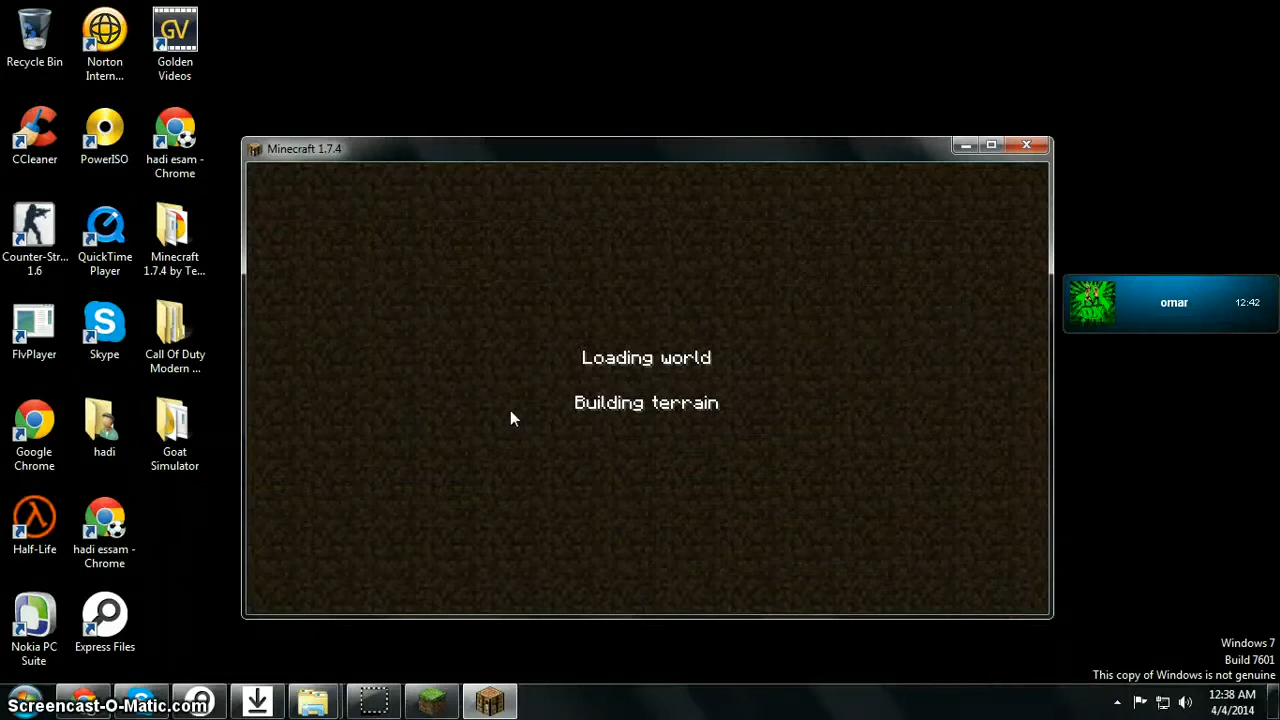 Recycle Bin
Norton
Intern...
GV
Golden
Videos
CCleaner
PowerISO
hadi esam -
Chrome
Counter-Str...
1.6
QuickTime
Player
Minecraft
1.7.4 by Te...
FlvPlayer
Skype
Call Of Duty
Modern ...
Google
Chrome
hadi
Goat
Simulator
Half-Life
hadi essam -
Chrome
Nokia PC
Suite
Express Files
Minecraft 1.7.4
Loading world
Building terrain
omar
12:42
Windows 7
Build 7601
This copy of Windows is not genuine
Screencast-O-Matic.com
12:38 AM
4/4/2014